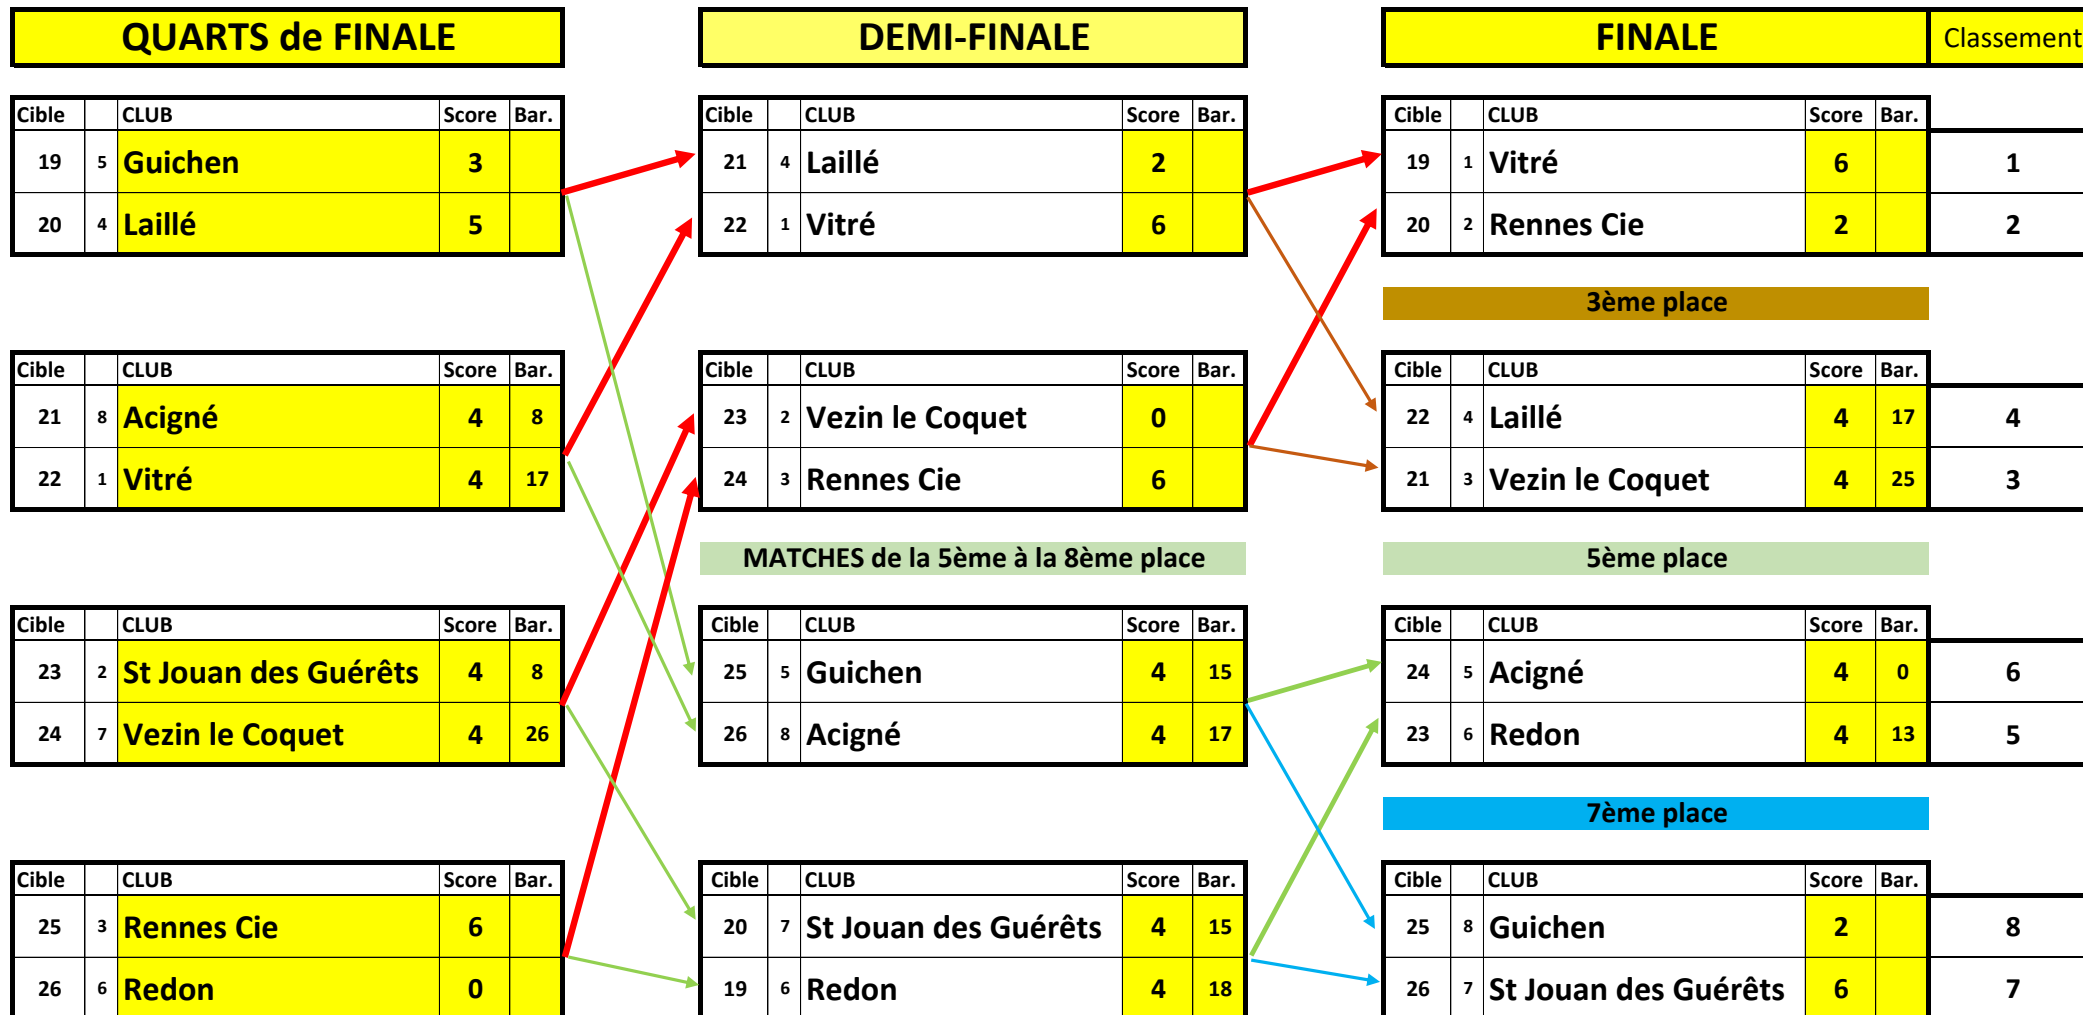 QUARTS de FINALE DEMI-FINALE FINALE Classement
Cible CLUB Score Bar. Cible CLUB Score Bar. Cible CLUB Score Bar.
19 5 Guichen 3 21 4 Laillé 2 19 1 Vitré 6 1
20 4 Laillé 5 22 1 Vitré 6 20 2 Rennes Cie 2 2
3ème place
Cible CLUB Score Bar. Cible CLUB Score Bar. Cible CLUB Score Bar.
21 8 Acigné 4 8 23 2 Vezin le Coquet 0 22 4 Laillé 4 17 4
22 1 Vitré 4 17 24 3 Rennes Cie 6 21 3 Vezin le Coquet 4 25 3
MATCHES de la 5ème à la 8ème place 5ème place
Cible CLUB Score Bar. Cible CLUB Score Bar. Cible CLUB Score Bar.
23 2 St Jouan des Guérêts 4 8 25 5 Guichen 4 15 24 5 Acigné 4 0 6
24 7 Vezin le Coquet 4 26 26 8 Acigné 4 17 23 6 Redon 4 13 5
7ème place
Cible CLUB Score Bar. Cible CLUB Score Bar. Cible CLUB Score Bar.
25 3 Rennes Cie 6 20 7 St Jouan des Guérêts 4 15 25 8 Guichen 2 8
26 6 Redon 0 19 6 Redon 4 18 26 7 St Jouan des Guérêts 6 7